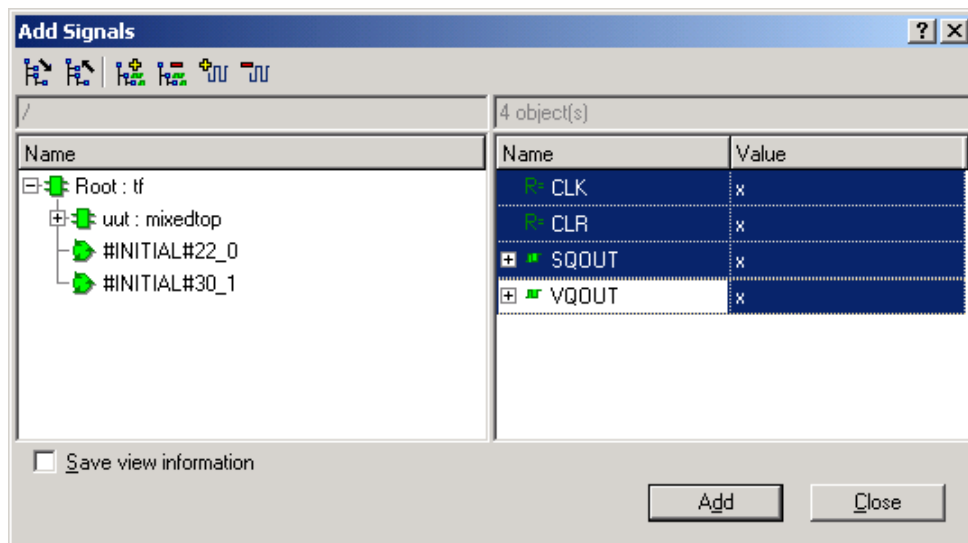 Add Signals
/
4 object(s)
Name
Root : tf
uut : mixedtop
#INITIAL#22_0
#INITIAL#30_1
Name Value
R= CLK x
R= CLR x
SQOUT x
VQOUT x
Save view information
Add Close